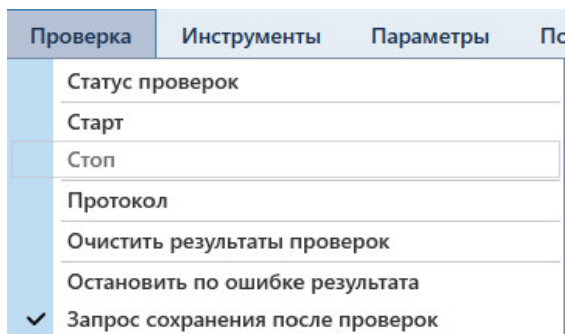 Проверка Инструменты Параметры
Статус проверок
Старт
Стоп
Протокол
Очистить результаты проверок
Остановить по ошибке результата
Запрос сохранения после проверок